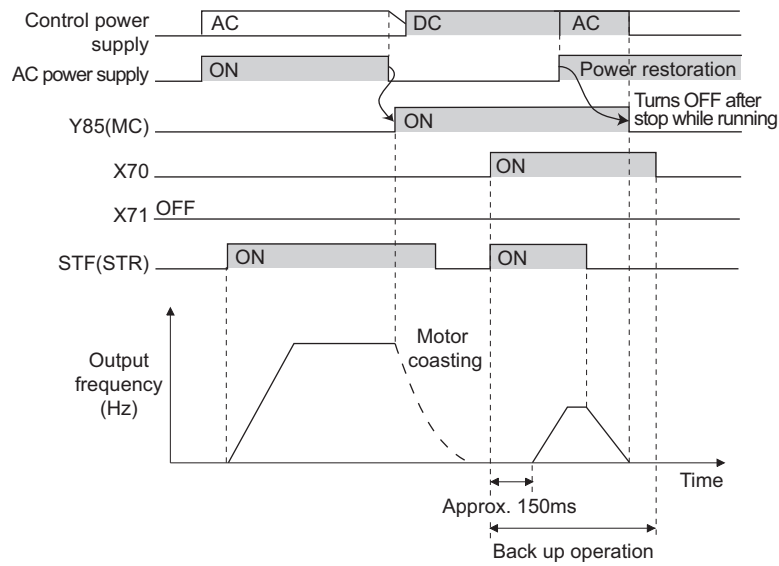 Control power
supply
AC
DC
AC
AC power supply
ON
Power restoration
Turns OFF after
stop while running
Y85(MC)
ON
X70
ON
X71
OFF
STF(STR)
ON
ON
Output
frequency
(Hz)
Motor
coasting
Time
Approx. 150ms
Back up operation